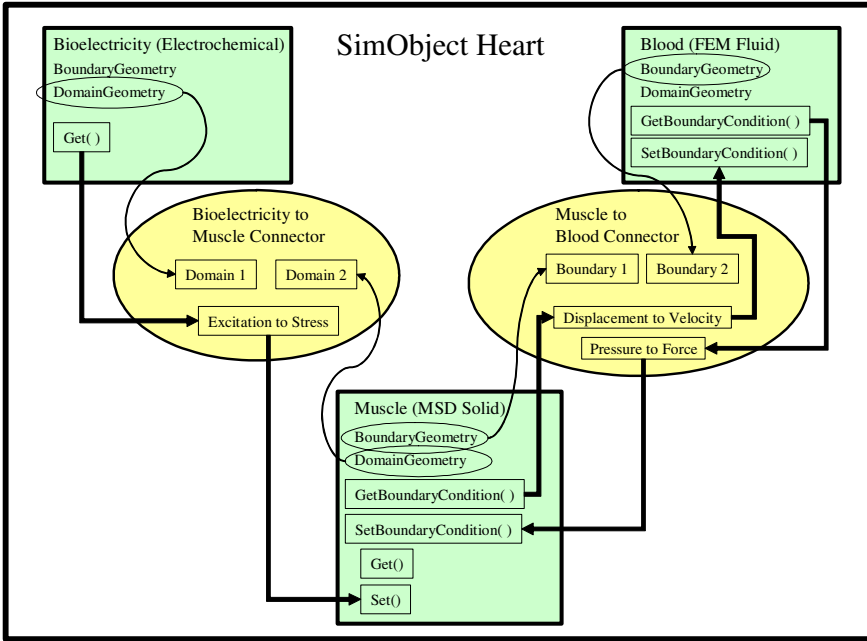 SimObject Heart
Bioelectricity (Electrochemical)
BoundaryGeometry
DomainGeometry
Get( )
Blood (FEM Fluid)
BoundaryGeometry
DomainGeometry
GetBoundaryCondition( )
SetBoundaryCondition( )
Bioelectricity to
Muscle Connector
Domain 1
Domain 2
Excitation to Stress
Muscle to
Blood Connector
Boundary 1
Boundary 2
Displacement to Velocity
Pressure to Force
Muscle (MSD Solid)
BoundaryGeometry
DomainGeometry
GetBoundaryCondition( )
SetBoundaryCondition( )
Get()
Set()